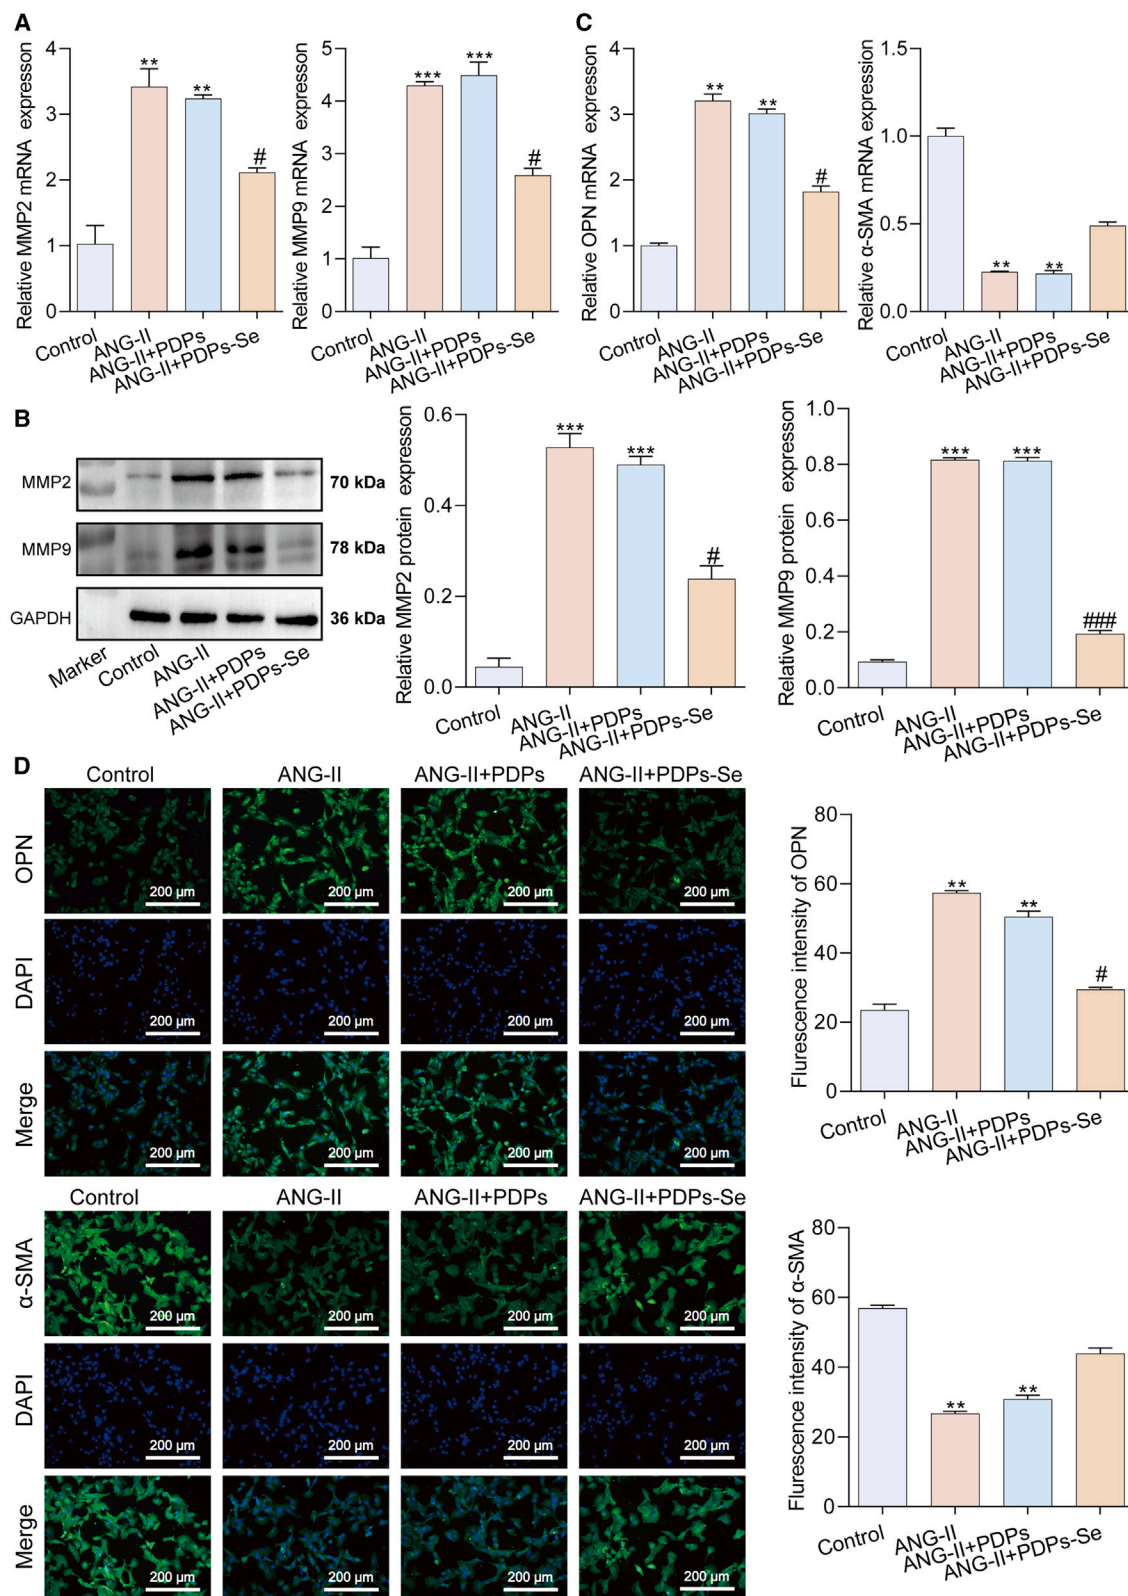 A
Relative MMP2 mRNA expresson
4
3
2
1
0
**
**
#
Control
ANG-II
ANG-II+PDPs
ANG-II+PDPs-Se
Relative MMP9 mRNA expresson
5
4
3
2
1
0
***
***
#
Control
ANG-II
ANG-II+PDPs
ANG-II+PDPs-Se
C
Relative OPN mRNA expresson
4
3
2
1
0
**
**
#
Control
ANG-II
ANG-II+PDPs
ANG-II+PDPs-Se
Relative α-SMA mRNA expression
1.5
1.0
0.5
0.0
**
**
Control
ANG-II
ANG-II+PDPs
ANG-II+PDPs-Se
B
MMP2
70 kDa
MMP9
78 kDa
GAPDH
36 kDa
Marker
Control
ANG-II
ANG-II+PDPs
ANG-II+PDPs-Se
Relative MMP2 protein expresson
0.6
0.4
0.2
0.0
***
***
#
Control
ANG-II
ANG-II+PDPs
ANG-II+PDPs-Se
Relative MMP9 protein expresson
1.0
0.8
0.6
0.4
0.2
0.0
***
***
###
Control
ANG-II
ANG-II+PDPs
ANG-II+PDPs-Se
D
Control ANG-II ANG-II+PDPs ANG-II+PDPs-Se
OPN
200 µm 200 µm 200 µm 200 µm
DAPI
200 µm 200 µm 200 µm 200 µm
Merge
200 µm 200 µm 200 µm 200 µm
Flurescence intensity of OPN
80
60
40
20
0
**
**
#
Control
ANG-II
ANG-II+PDPs
ANG-II+PDPs-Se
Control ANG-II ANG-II+PDPs ANG-II+PDPs-Se
α-SMA
200 µm 200 µm 200 µm 200 µm
DAPI
200 µm 200 µm 200 µm 200 µm
Merge
200 µm 200 µm 200 µm 200 µm
Flurescence intensity of α-SMA
80
60
40
20
0
**
**
Control
ANG-II
ANG-II+PDPs
ANG-II+PDPs-Se